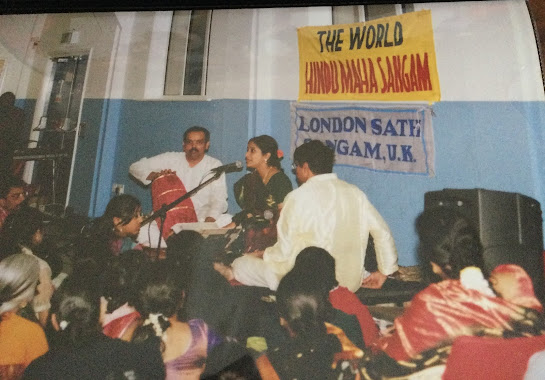 THE WORLD
HINDU MAHA SANGAM
LONDON SATH
SANGAM, U.K.